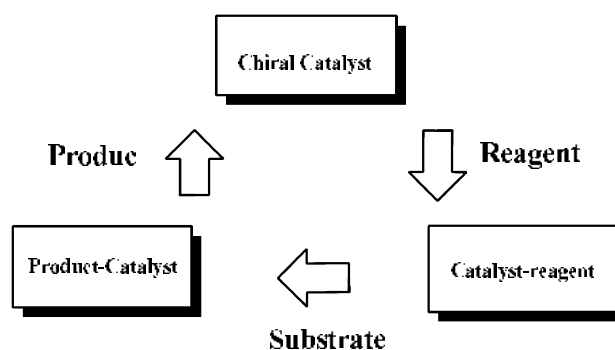 Chiral Catalyst
Produc
Reagent
Product-Catalyst
Catalyst-reagent
Substrate